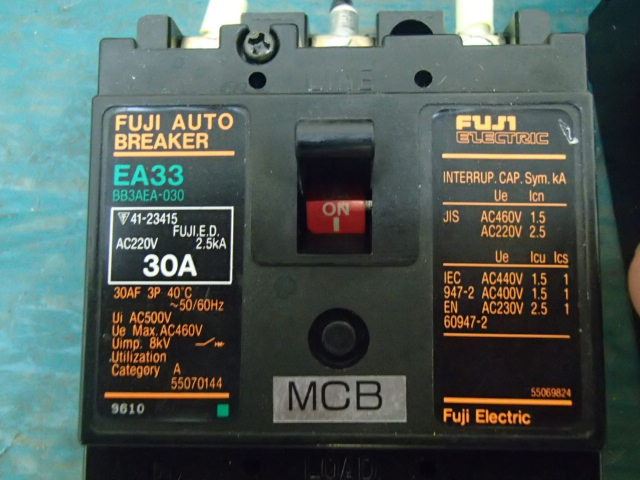 LINE
FUJI AUTO
BREAKER
EA33
BB3AEA-030
41-23415
FUJI.E.D.
AC220V 2.5kA
30A
30AF 3P 40°C
~50/60Hz
Ui AC500V
Ue Max. AC460V
Uimp. 8kV
Utilization
Category A
55070144
9610
ON
I
MCB
FUJI
ELECTRIC
INTERRUP. CAP. Sym. kA
Ue Icn
JIS AC460V 1.5
AC220V 2.5
Ue Icu Ics
IEC AC440V 1.5 1
947-2 AC400V 1.5 1
EN AC230V 2.5 1
60947-2
55069824
Fuji Electric
LOAD